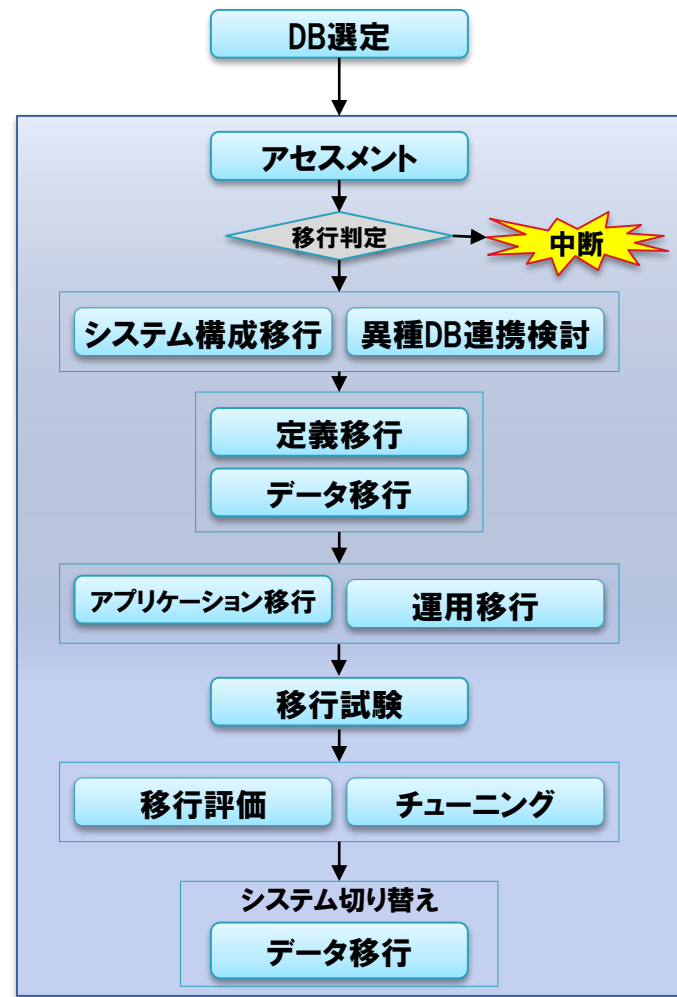 DB選定
アセスメント
移行判定
中断
システム構成移行
異種DB連携検討
定義移行
データ移行
アプリケーション移行
運用移行
移行試験
移行評価
チューニング
システム切り替え
データ移行